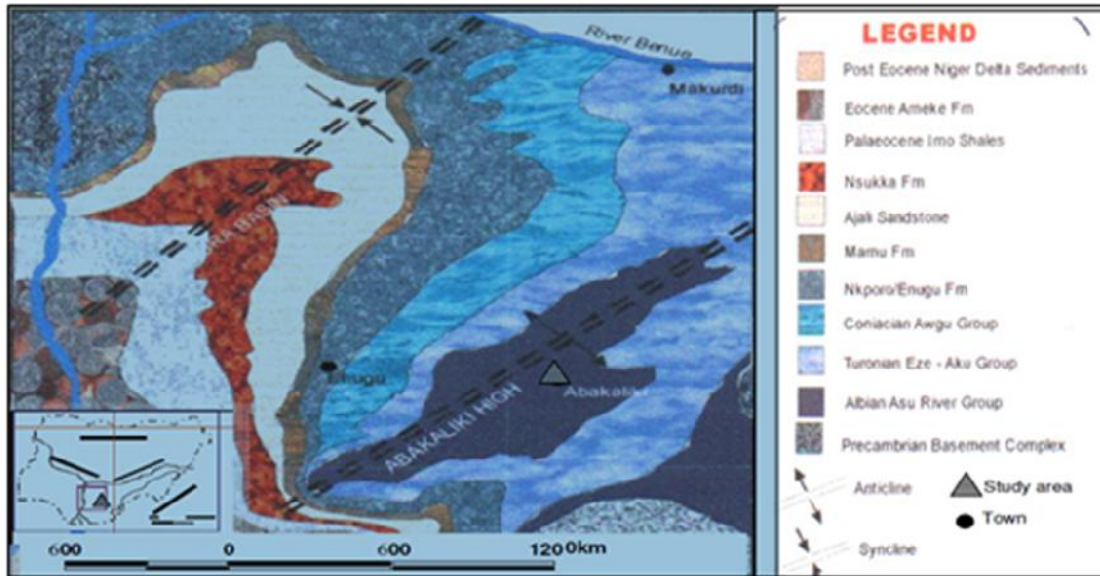 River Benue
Makurdi
Enugu
ABAKALIKI HIGH
BASIN
600 0 600 1200km
LEGEND
Post Eocene Niger Delta Sediments
Eocene Ameke Fm
Palaeocene Imo Shales
Nsukka Fm
Ajali Sandstone
Mamu Fm
Nkporo/Enugu Fm
Coniacian Awgu Group
Turonian Eze - Aku Group
Albian Asu River Group
Precambrian Basement Complex
Anticline
Study area
Town
Syncline